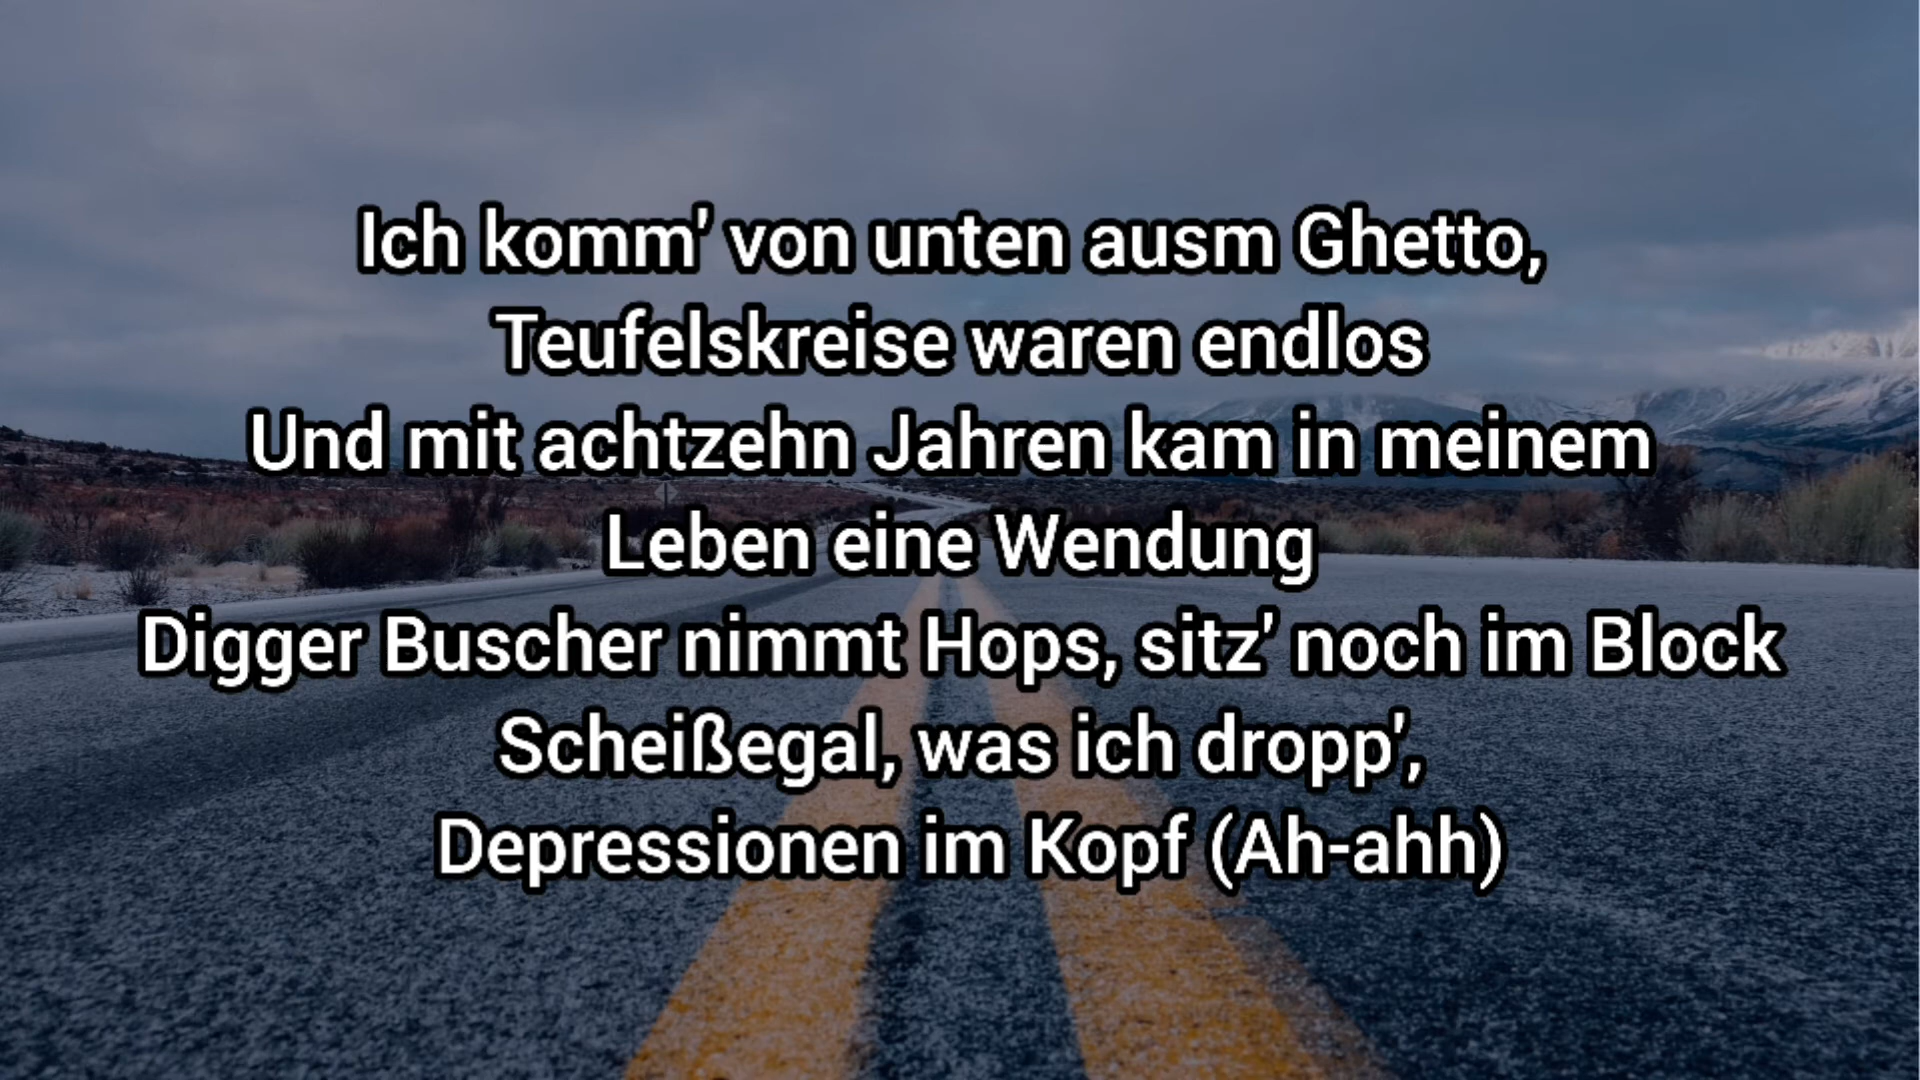 Ich komm' von unten ausm Ghetto,
Teufelskreise waren endlos
Und mit achtzehn Jahren kam in meinem
Leben eine Wendung
Digger Buscher nimmt Hops, sitz' noch im Block
Scheißegal, was ich dropp',
Depressionen im Kopf (Ah-ahh)